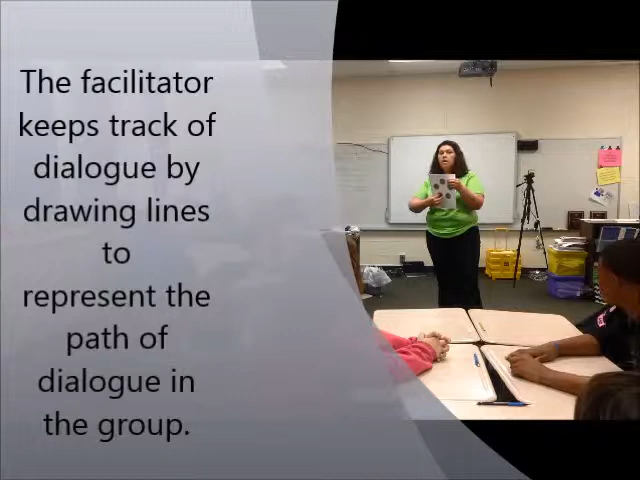 The facilitator
keeps track of
dialogue by
drawing lines
to
represent the
path of
dialogue in
the group.